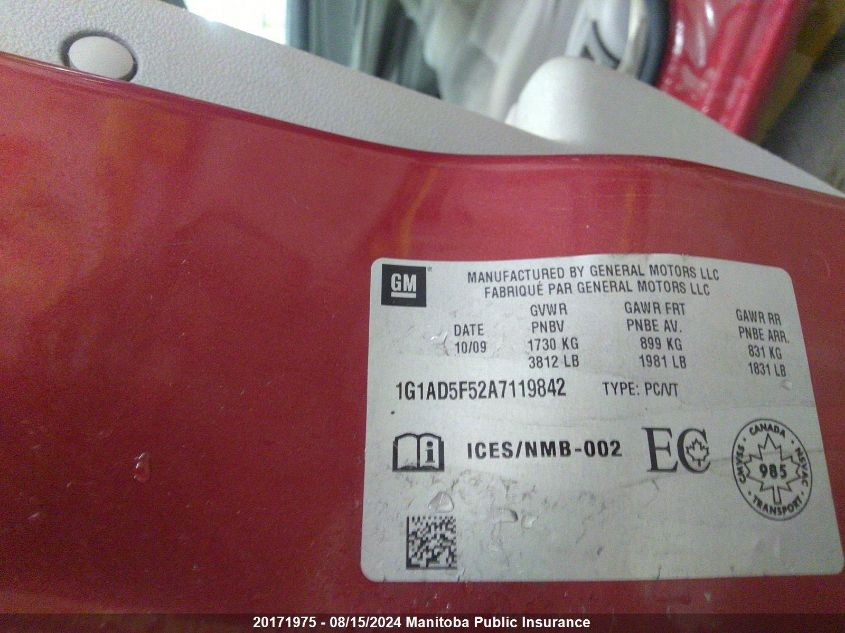 GM
MANUFACTURED BY GENERAL MOTORS LLC
FABRIQUÉ PAR GENERAL MOTORS LLC
DATE
10/09
GVWR
PNBV
1730 KG
3812 LB
GAWR FRT
PNBE AV.
899 KG
1981 LB
GAWR RR
PNBE ARR.
831 KG
1831 LB
1G1AD5F52A7119842 TYPE: PC/VT
ICES/NMB-002 EC
CANADA
CMVSS 985 NSVAC
TRANSPORT
20171975 - 08/15/2024 Manitoba Public Insurance